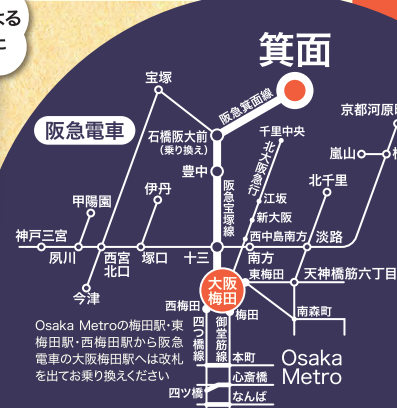 よる
に
箕面
宝塚
阪急箕面線
京都河原町
阪急電車
石橋阪大前
(乗り換え)
千里中央
北大阪急行
嵐山
豊中
伊丹
北千里
甲陽園
阪急宝塚線
江坂
新大阪
神戸三宮
西中島南方
淡路
夙川
西宮
北口
塚口
十三
南方
今津
大阪
梅田
東梅田
天神橋筋六丁目
西梅田
梅田
南森町
Osaka Metroの梅田駅・東
梅田駅・西梅田駅から阪急
電車の大阪梅田駅へは改札
を出てお乗り換えください
四つ橋線
御堂筋線
本町
Osaka
Metro
心斎橋
四ツ橋
なんば